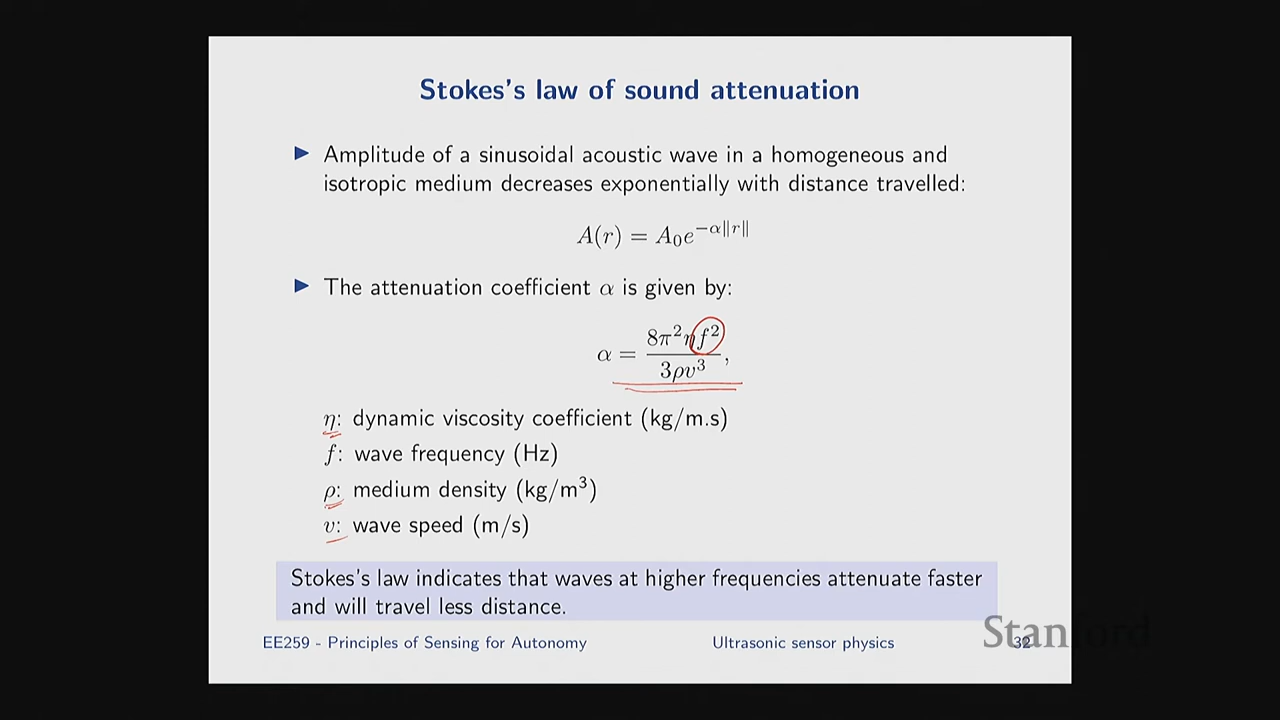 Stokes's law of sound attenuation
▶ Amplitude of a sinusoidal acoustic wave in a homogeneous and
isotropic medium decreases exponentially with distance travelled:
A(r) = A₀e^{−α‖r‖}
▶ The attenuation coefficient α is given by:
α = \frac{8π²ηf²}{3ρv³},
η: dynamic viscosity coefficient (kg/m.s)
f: wave frequency (Hz)
ρ: medium density (kg/m³)
v: wave speed (m/s)
Stokes's law indicates that waves at higher frequencies attenuate faster
and will travel less distance.
EE259 - Principles of Sensing for Autonomy Ultrasonic sensor physics 32
Stanford